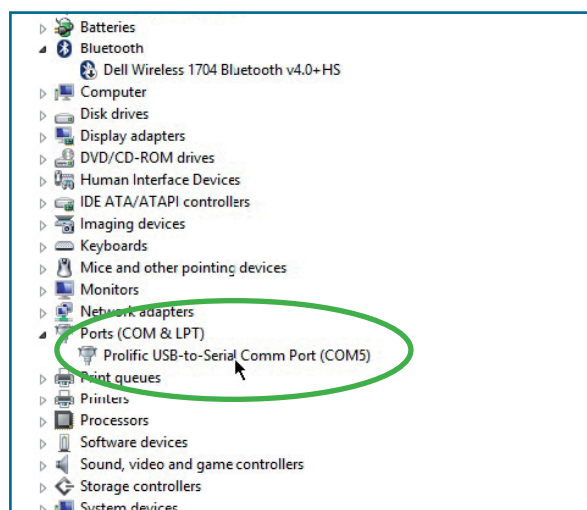 Batteries
Bluetooth
Dell Wireless 1704 Bluetooth v4.0+HS
Computer
Disk drives
Display adapters
DVD/CD-ROM drives
Human Interface Devices
IDE ATA/ATAPI controllers
Imaging devices
Keyboards
Mice and other pointing devices
Monitors
Network adapters
Ports (COM & LPT)
Prolific USB-to-Serial Comm Port (COM5)
Print queues
Printers
Processors
Software devices
Sound, video and game controllers
Storage controllers
System devices